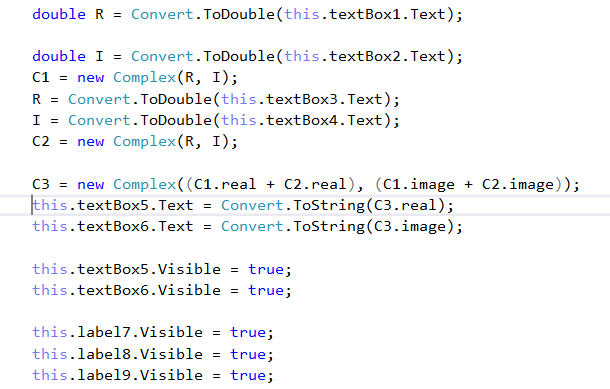 double R = Convert.ToDouble(this.textBox1.Text);
double I = Convert.ToDouble(this.textBox2.Text);
C1 = new Complex(R, I);
R = Convert.ToDouble(this.textBox3.Text);
I = Convert.ToDouble(this.textBox4.Text);
C2 = new Complex(R, I);
C3 = new Complex((C1.real + C2.real), (C1.image + C2.image));
this.textBox5.Text = Convert.ToString(C3.real);
this.textBox6.Text = Convert.ToString(C3.image);
this.textBox5.Visible = true;
this.textBox6.Visible = true;
this.label7.Visible = true;
this.label8.Visible = true;
this.label9.Visible = true;